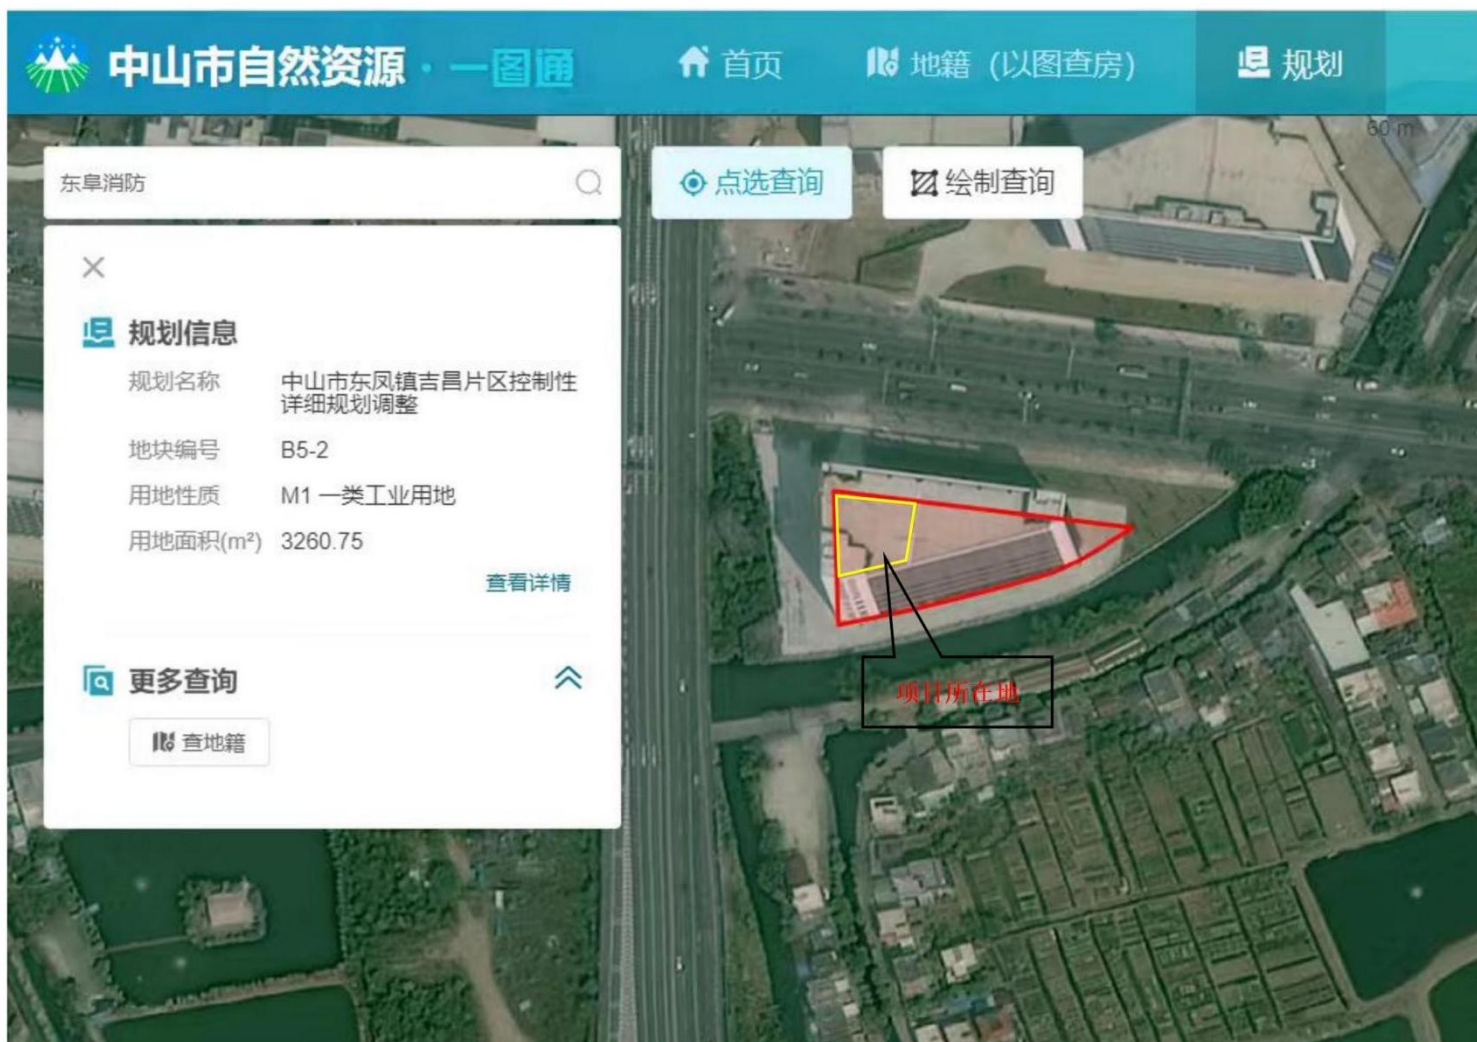 中山市自然资源·一图通
首页
地籍（以图查房）
规划
60 m
东阜消防
点选查询
绘制查询
规划信息
规划名称 中山市东凤镇吉昌片区控制性
详细规划调整
地块编号 B5-2
用地性质 M1 一类工业用地
用地面积(m²) 3260.75
查看详情
更多查询
查地籍
项目所在地